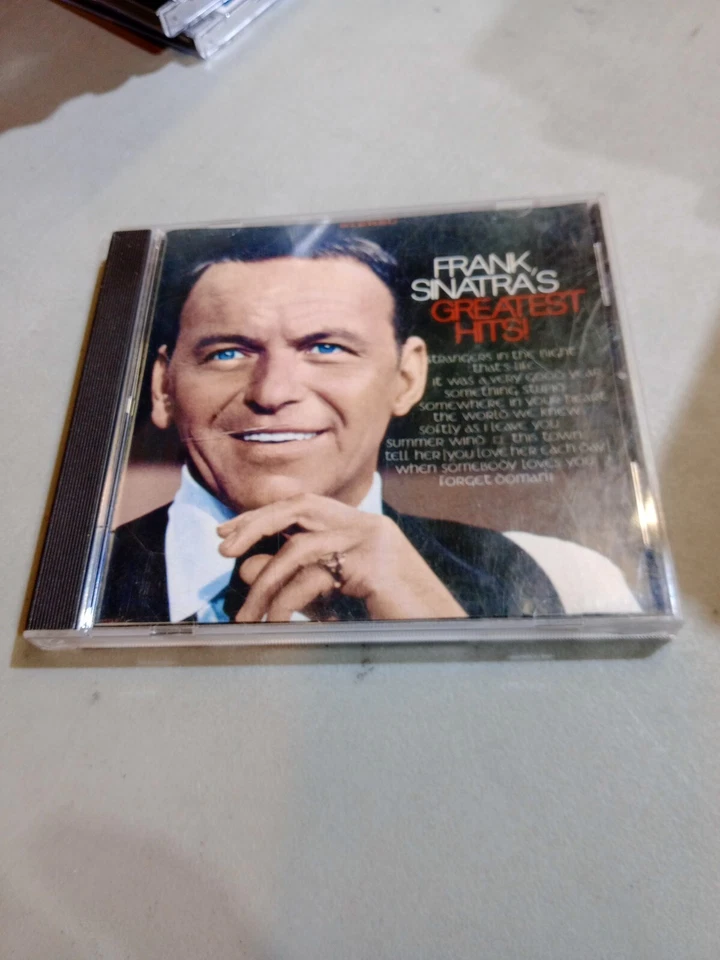 STEREO
FRANK
SINATRA'S
GREATEST
HITS!
strangers in the night
that's life
it was a very good year
something stupid
somewhere in your heart
the world we knew
softly as i leave you
summer wind this town
tell her (you love her each day)
when somebody loves you
forget domani